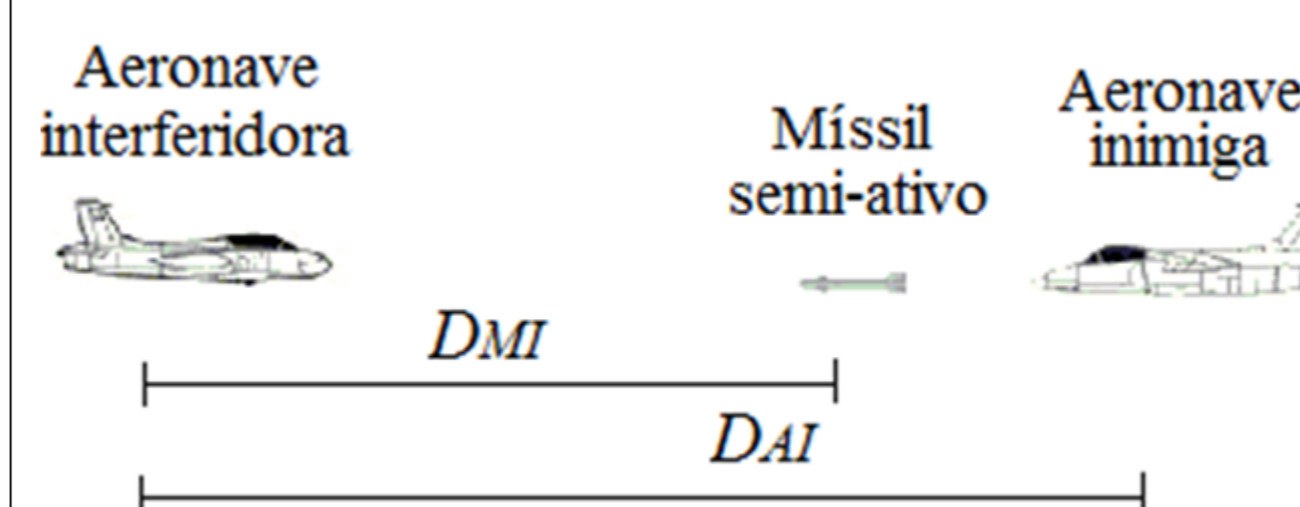 Aeronave
interferidora
Míssil
semi-ativo
Aeronave
inimiga
DMI
DAI